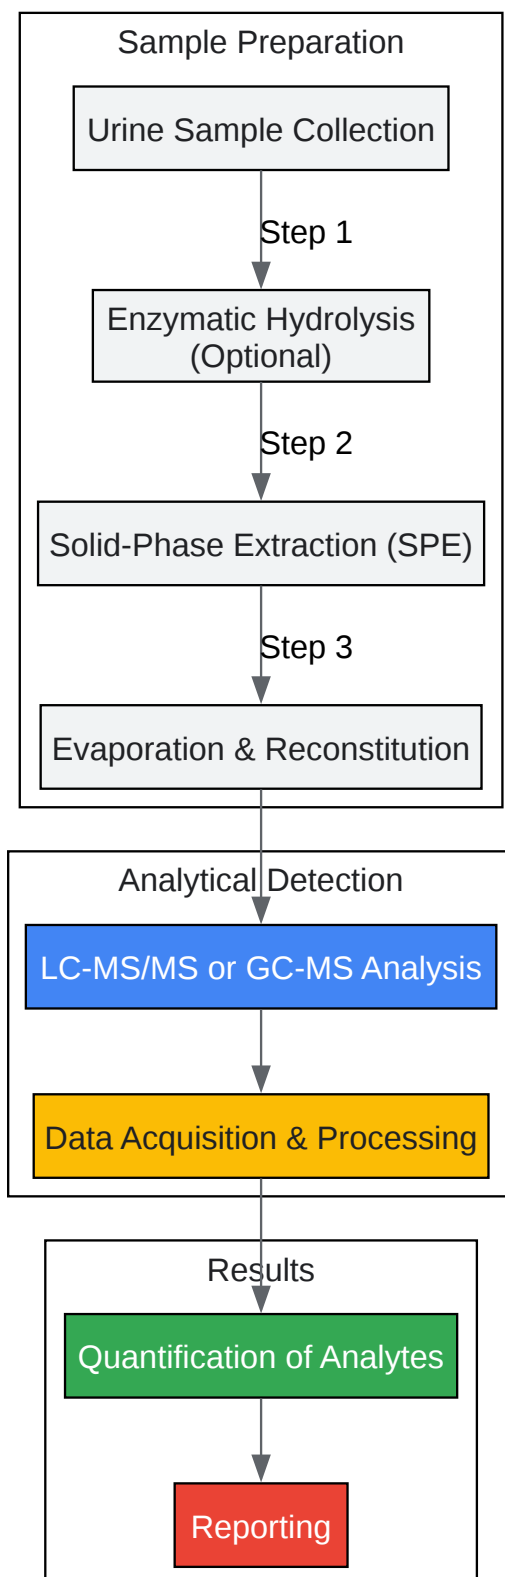 Sample Preparation
Urine Sample Collection
Step 1
Enzymatic Hydrolysis
(Optional)
Step 2
Solid-Phase Extraction (SPE)
Step 3
Evaporation & Reconstitution
Analytical Detection
LC-MS/MS or GC-MS Analysis
Data Acquisition & Processing
Results
Quantification of Analytes
Reporting